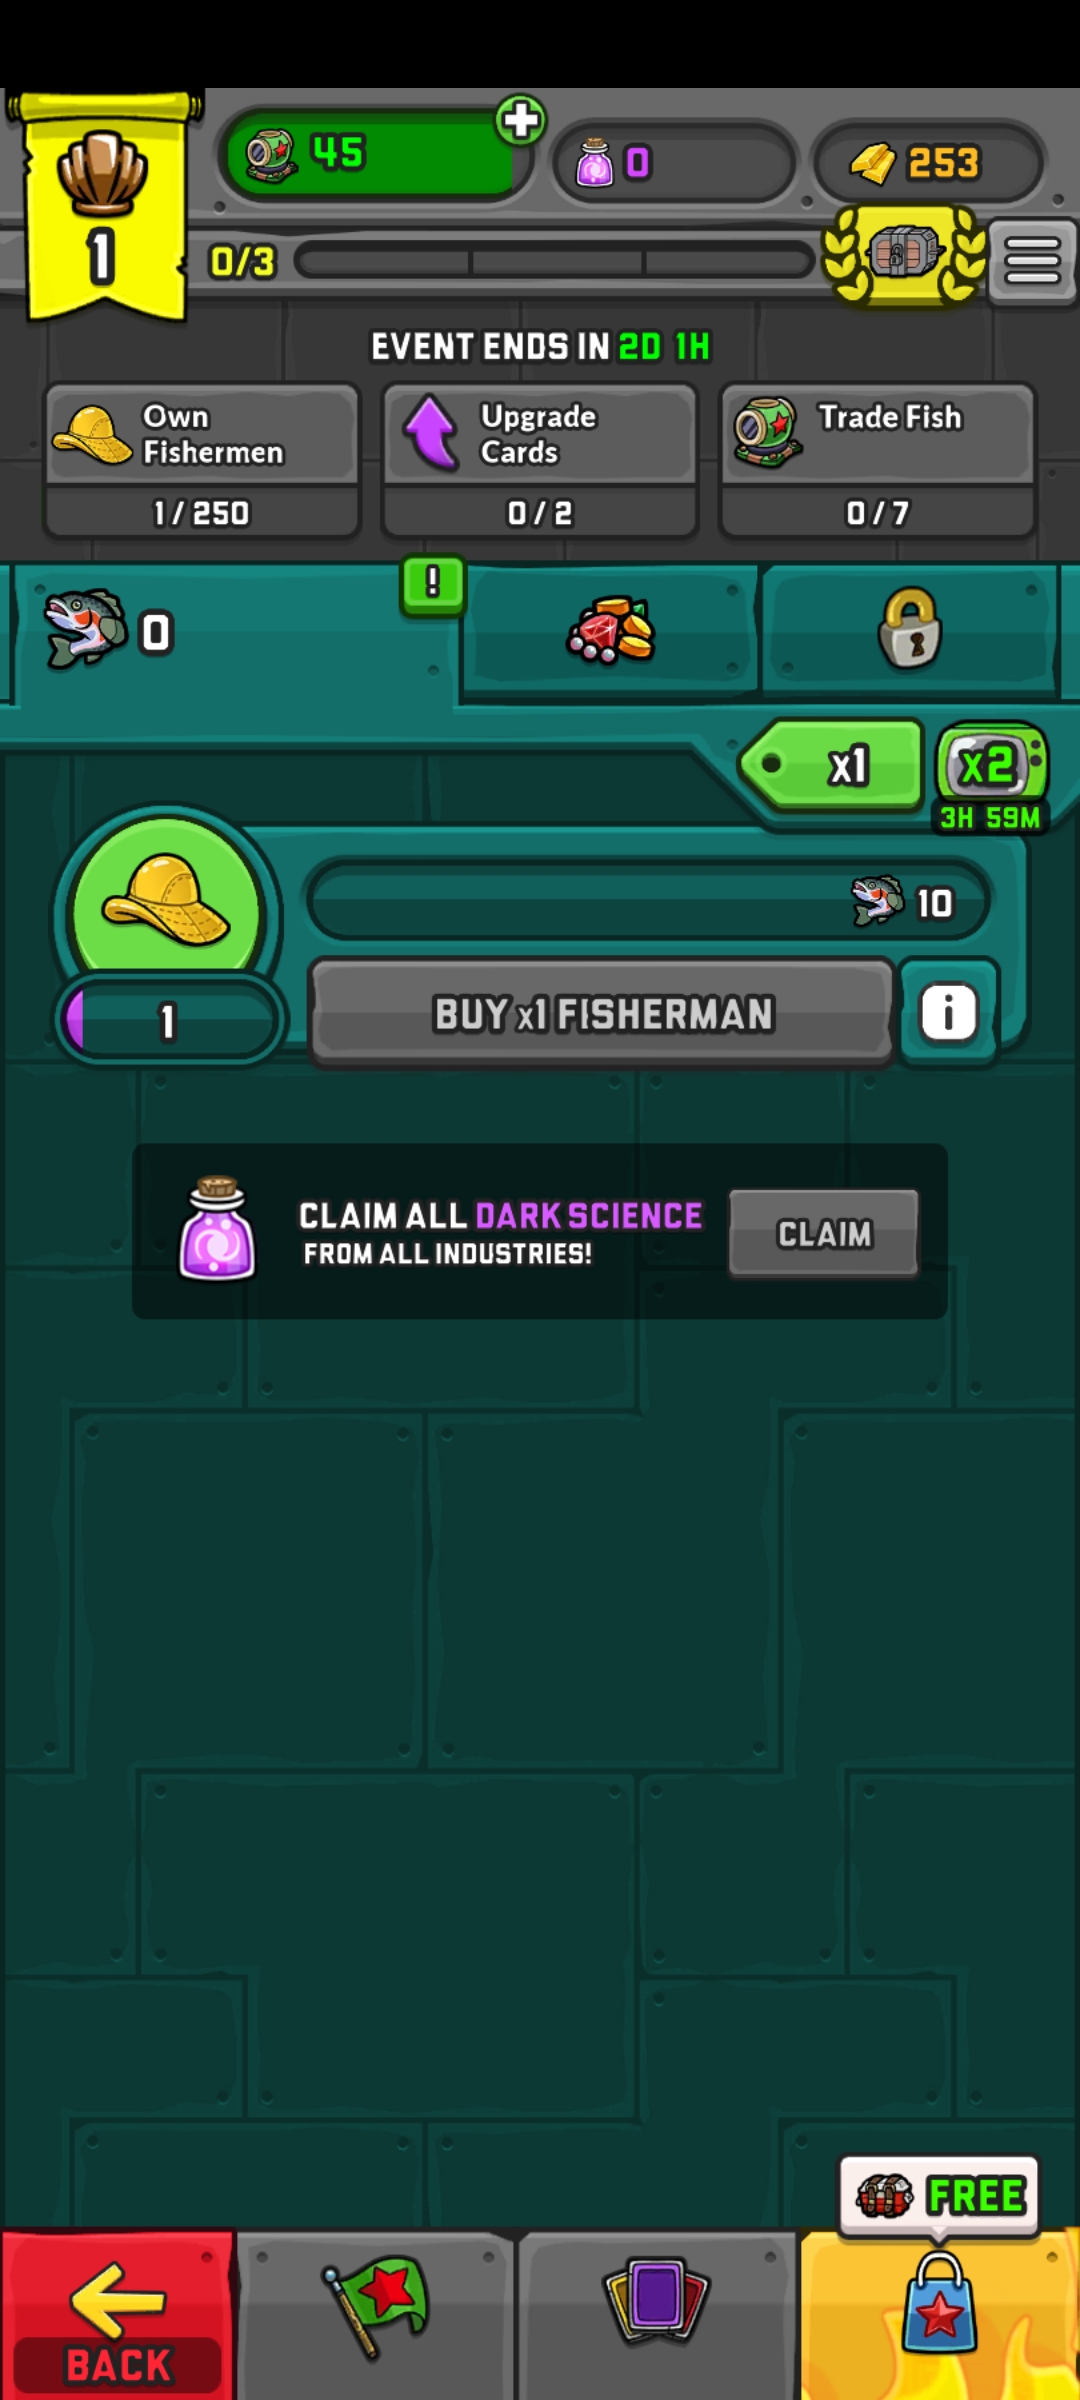 45
0
253
1
0/3
EVENT ENDS IN 2D 1H
Own
Fishermen
1/250
Upgrade
Cards
0/2
Trade Fish
0/7
0
!
x1
x2
3H 59M
10
1
BUY x1 FISHERMAN
i
CLAIM ALL DARK SCIENCE
FROM ALL INDUSTRIES!
CLAIM
FREE
BACK